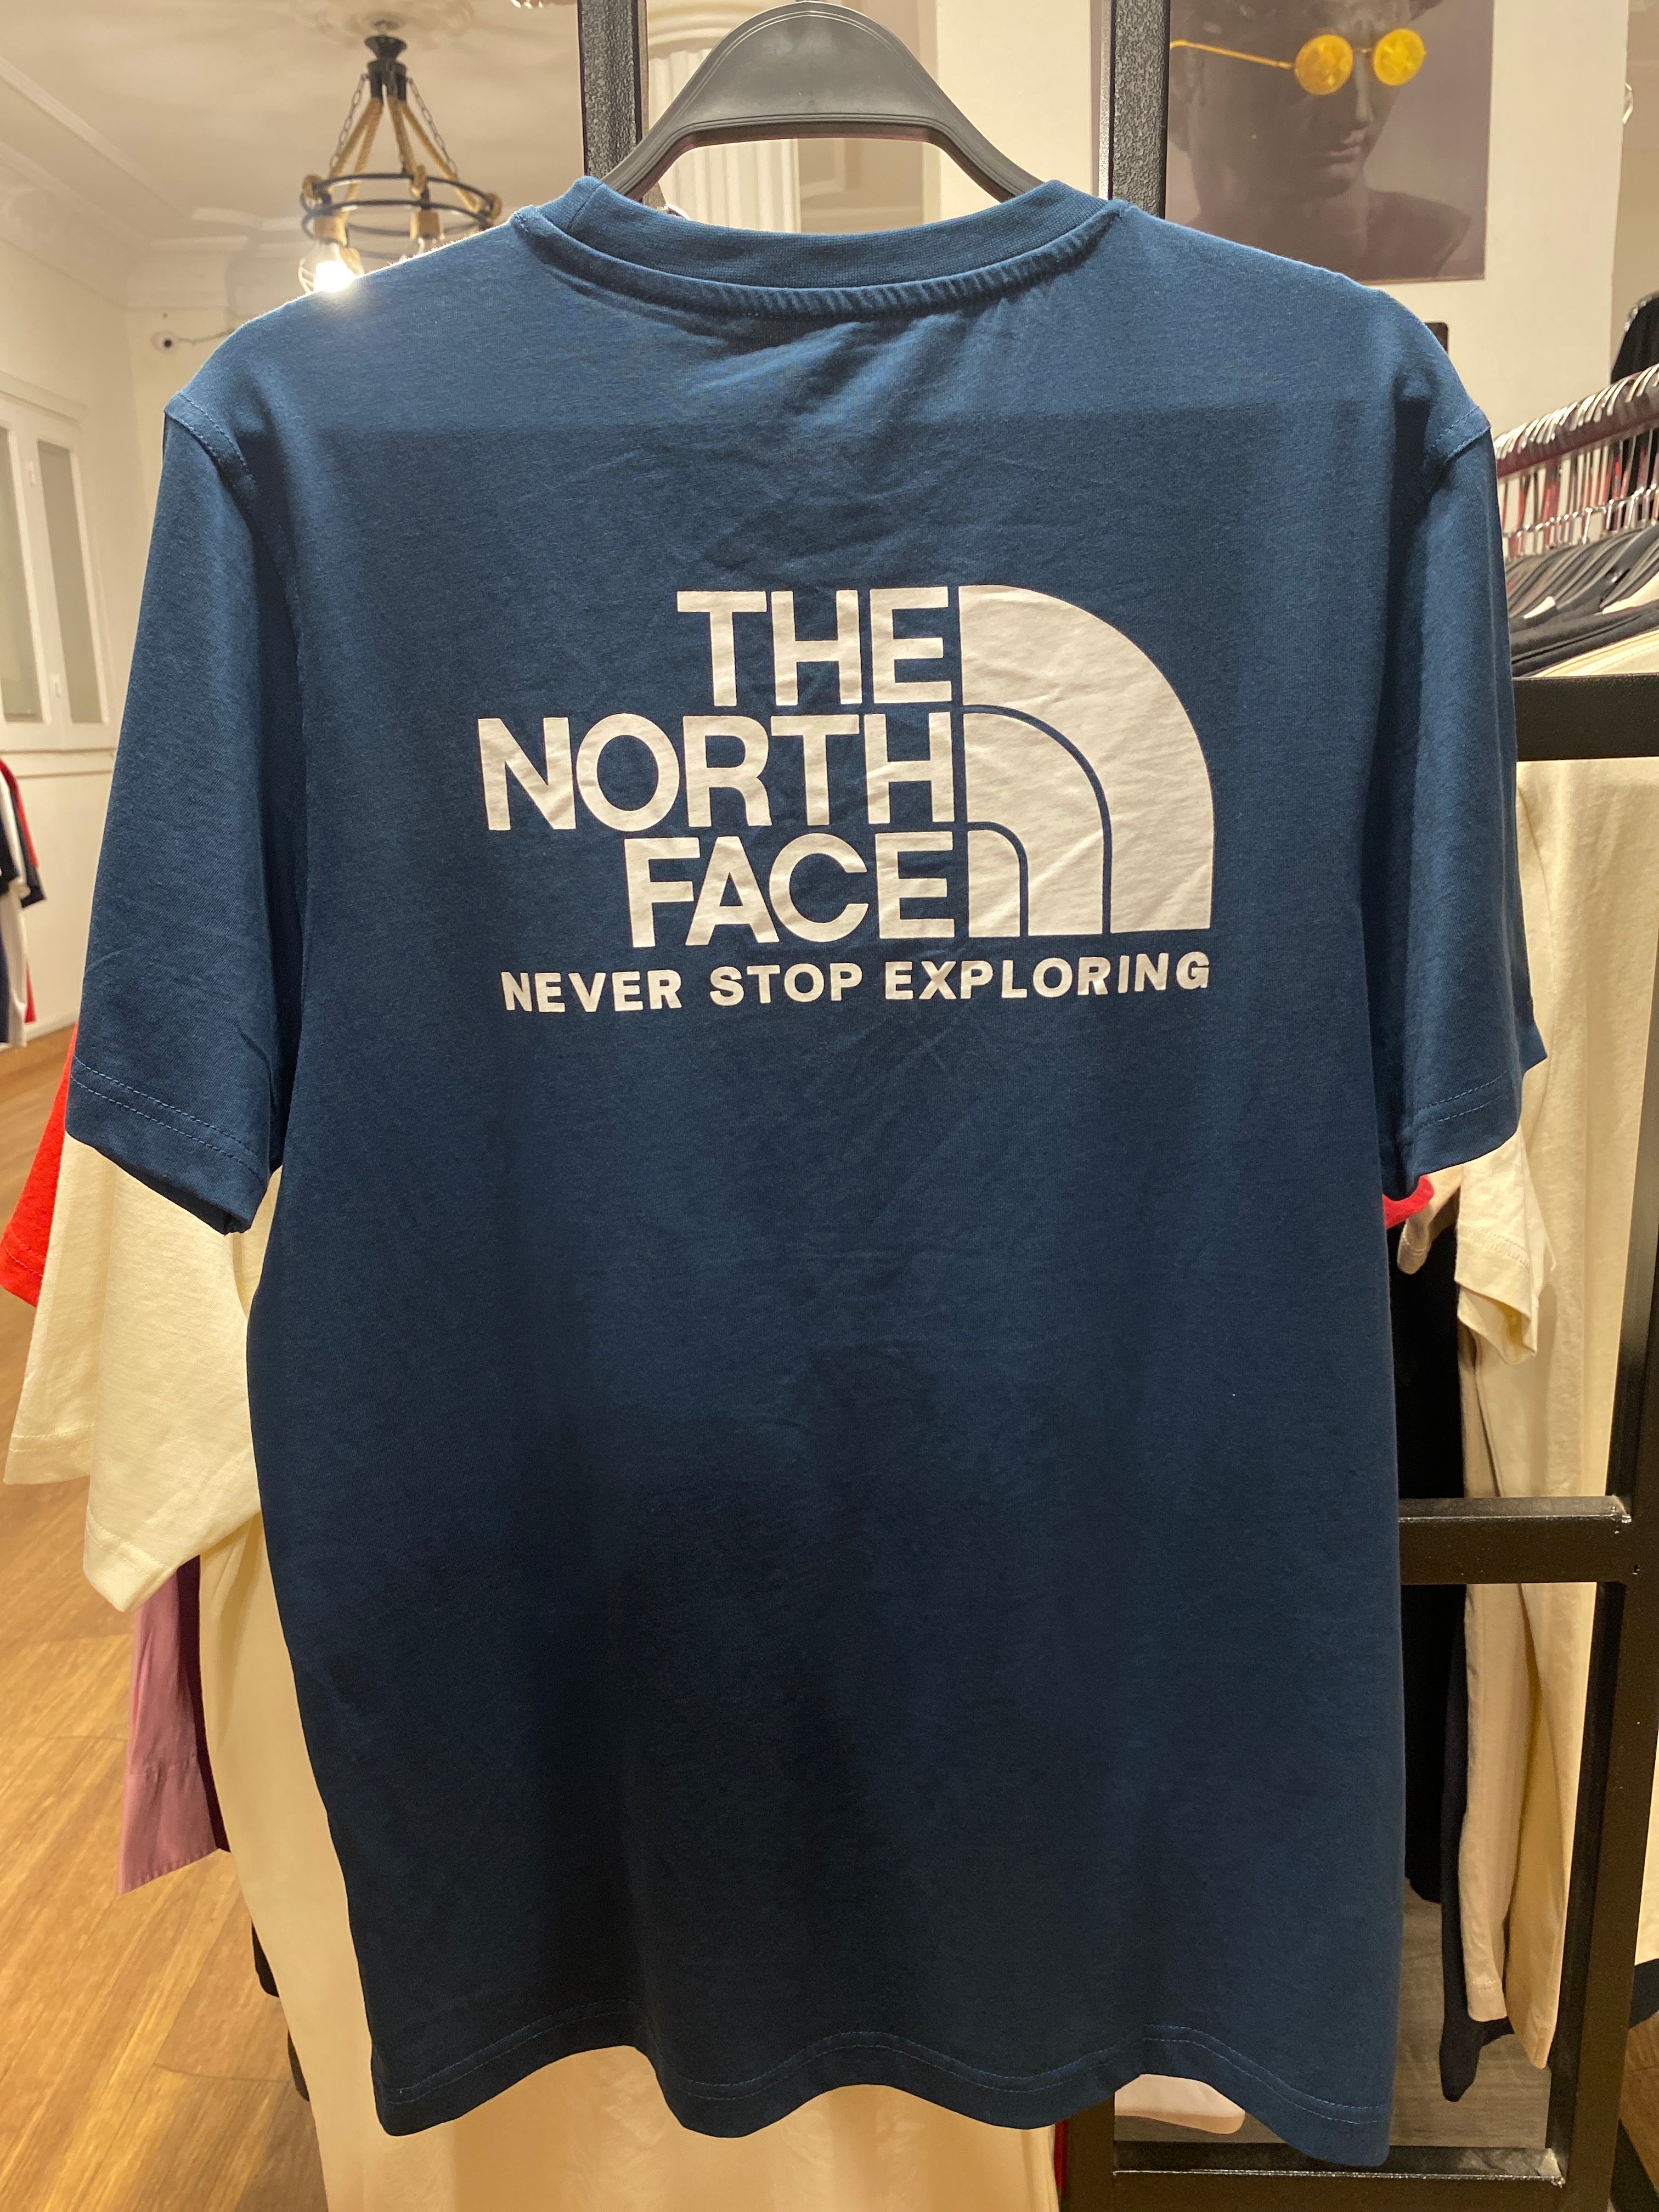 THE
NORTH
FACE
NEVER STOP EXPLORING